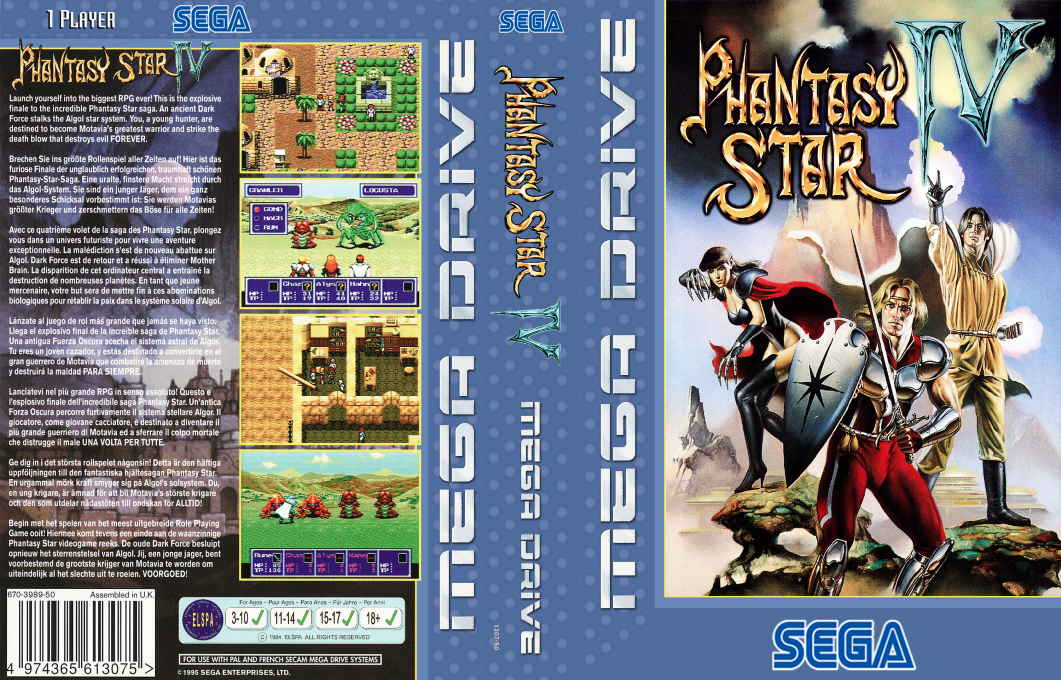 1 PLAYER
SEGA
PHANTASY STAR IV
Launch yourself into the biggest RPG ever! This is the explosive
finale to the incredible Phantasy Star saga. An ancient Dark
Force stalks the Algol star system. You, a young hunter, are
destined to become Motavia's greatest warrior and strike the
death blow that destroys evil FOREVER.
Brechen Sie ins größte Rollenspiel aller Zeiten auf! Hier ist das
furiose Finale der unglaublich erfolgreichen, traumhaft schönen
Phantasy-Star-Saga. Eine uralte, finstere Macht streicht durch
das Algol-System. Sie sind ein junger Jäger, dem ein ganz
besonderes Schicksal vorbestimmt ist: Sie werden Motavias
größter Krieger und zerschmettern das Böse für alle Zeiten!
Avec ce quatrième volet de la saga des Phantasy Star, plongez
vous dans un univers futuriste pour vivre une aventure
exceptionnelle. La malédiction s'est de nouveau abattue sur
Algol. Dark Force est de retour et a réussi à éliminer Mother
Brain. La disparition de cet ordinateur central a entraîné la
destruction de nombreuses planètes. En tant que jeune
mercenaire, votre but sera de mettre fin à ces abominations
biologiques pour rétablir la paix dans le système solaire d'Algol.
Lánzate al juego de rol más grande que jamás se haya visto.
Llega el explosivo final de la increíble saga de Phantasy Star.
Una antigua Fuerza Oscura acecha el sistema astral de Algor.
Tu eres un joven cazador, y estás destinado a convertirte en el
gran guerrero de Motavia que combatirá la amenaza de muerte
y destruirá la maldad PARA SIEMPRE.
Lanciatevi nel più grande RPG in senso assoluto! Questo è
l'esplosivo finale dell'incredibile saga Phantasy Star. Un'antica
Forza Oscura percorre furtivamente il sistema stellare Algor. Il
giocatore, come giovane cacciatore, è destinato a diventare il
più grande guerriero di Motavia ed a sferrare il colpo mortale
che distrugge il male UNA VOLTA PER TUTTE.
Ge dig in i det största rollspelet någonsin! Detta är den häftiga
uppföljningen till den fantastiska hjältesagan Phantasy Star.
En urgammal mörk kraft smyger sig på Algol's solsystem. Du,
en ung krigare, är ämnad för att bli Motavia's störste krigare
och den som utdelar nådastöten till ondskan för ALLTID!
Begin met het spelen van het meest uitgebreide Role Playing
Game ooit! Hiermee komt tevens een einde aan de waanzinnige
Phantasy Star videogame reeks. De oude Dark Force besluipt
opnieuw het sterrenstelsel van Algol. Jij, een jonge jager, bent
voorbestemd de grootste krijger van Motavia te worden om
uiteindelijk al het slechte uit te roeien. VOORGOED!
CRAWLER
LOCUSTA
COMD
MACR
RUN
Chaz
Alys
Hahn
Rune
Chaz
Alys
Hahn
670-3989-50
Assembled in U.K.
4 974365 613075 >
ELSPA
For Ages – Pour Ages – Para Anos – Für Jahre – Per Anni
3-10
11-14
15-17
18+
© 1994. ELSPA. ALL RIGHTS RESERVED
FOR USE WITH PAL AND FRENCH SECAM MEGA DRIVE SYSTEMS
© 1995 SEGA ENTERPRISES, LTD.
MEGA DRIVE
SEGA
PHANTASY STAR IV
MEGA DRIVE
1307-50
MEGA DRIVE
PHANTASY
STAR
IV
SEGA